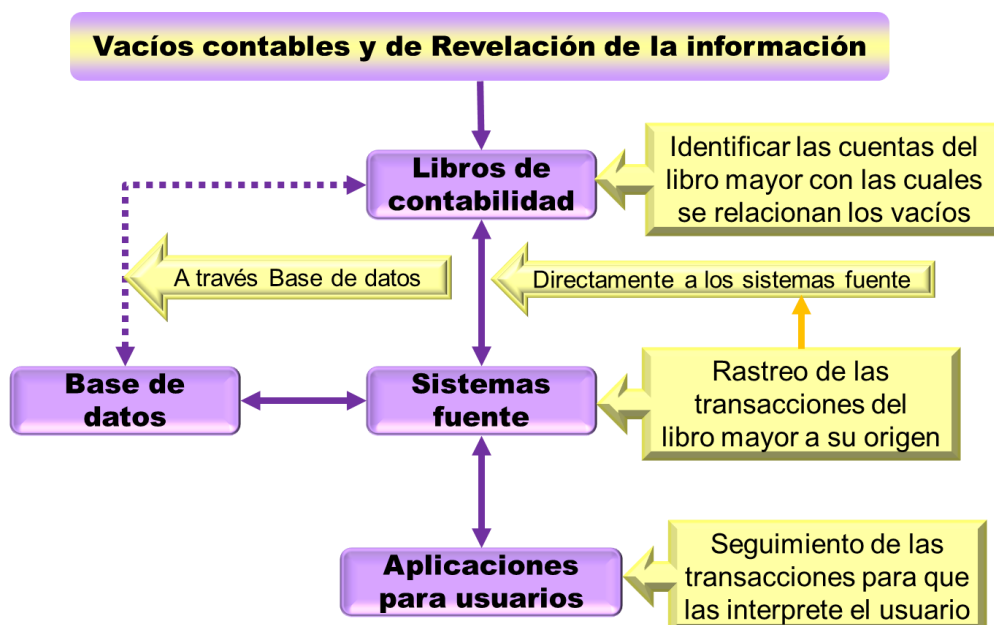 Vacíos contables y de Revelación de la información
Libros de
contabilidad
Identificar las cuentas del
libro mayor con las cuales
se relacionan los vacíos
A través Base de datos
Directamente a los sistemas fuente
Base de
datos
Sistemas
fuente
Rastreo de las
transacciones del
libro mayor a su origen
Aplicaciones
para usuarios
Seguimiento de las
transacciones para que
las interprete el usuario